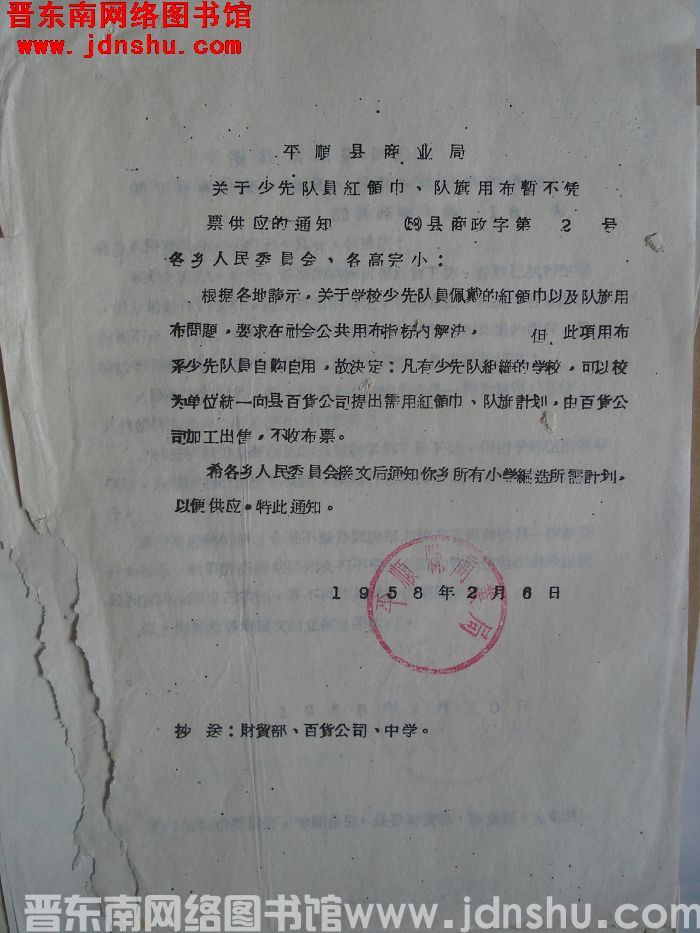 晋东南网络图书馆
www.jdnshu.com
平順县商业局
关于少先队員紅領巾、队旗用布暫不凭
票供应的通知 (58)县商政字第 2 号
各乡人民委員会、各高完小：
根据各地請示，关于学校少先队員佩戴的紅領巾以及队旗用
布問題，要求在社会公共用布指标内解决， 但 此項用布
系少先队員自购自用，故决定：凡有少先队組織的学校，可以校
为单位統一向县百貨公司提出需用紅領巾、队旗計划，由百貨公
司加工出售，不收布票。
希各乡人民委員会接文后通知你乡所有小学編造所需計划，
以便供应。特此通知。
平順縣商業局
1958年2月6日
抄 送：財貿部、百貨公司、中学。
晋东南网络图书馆 www.jdnshu.com